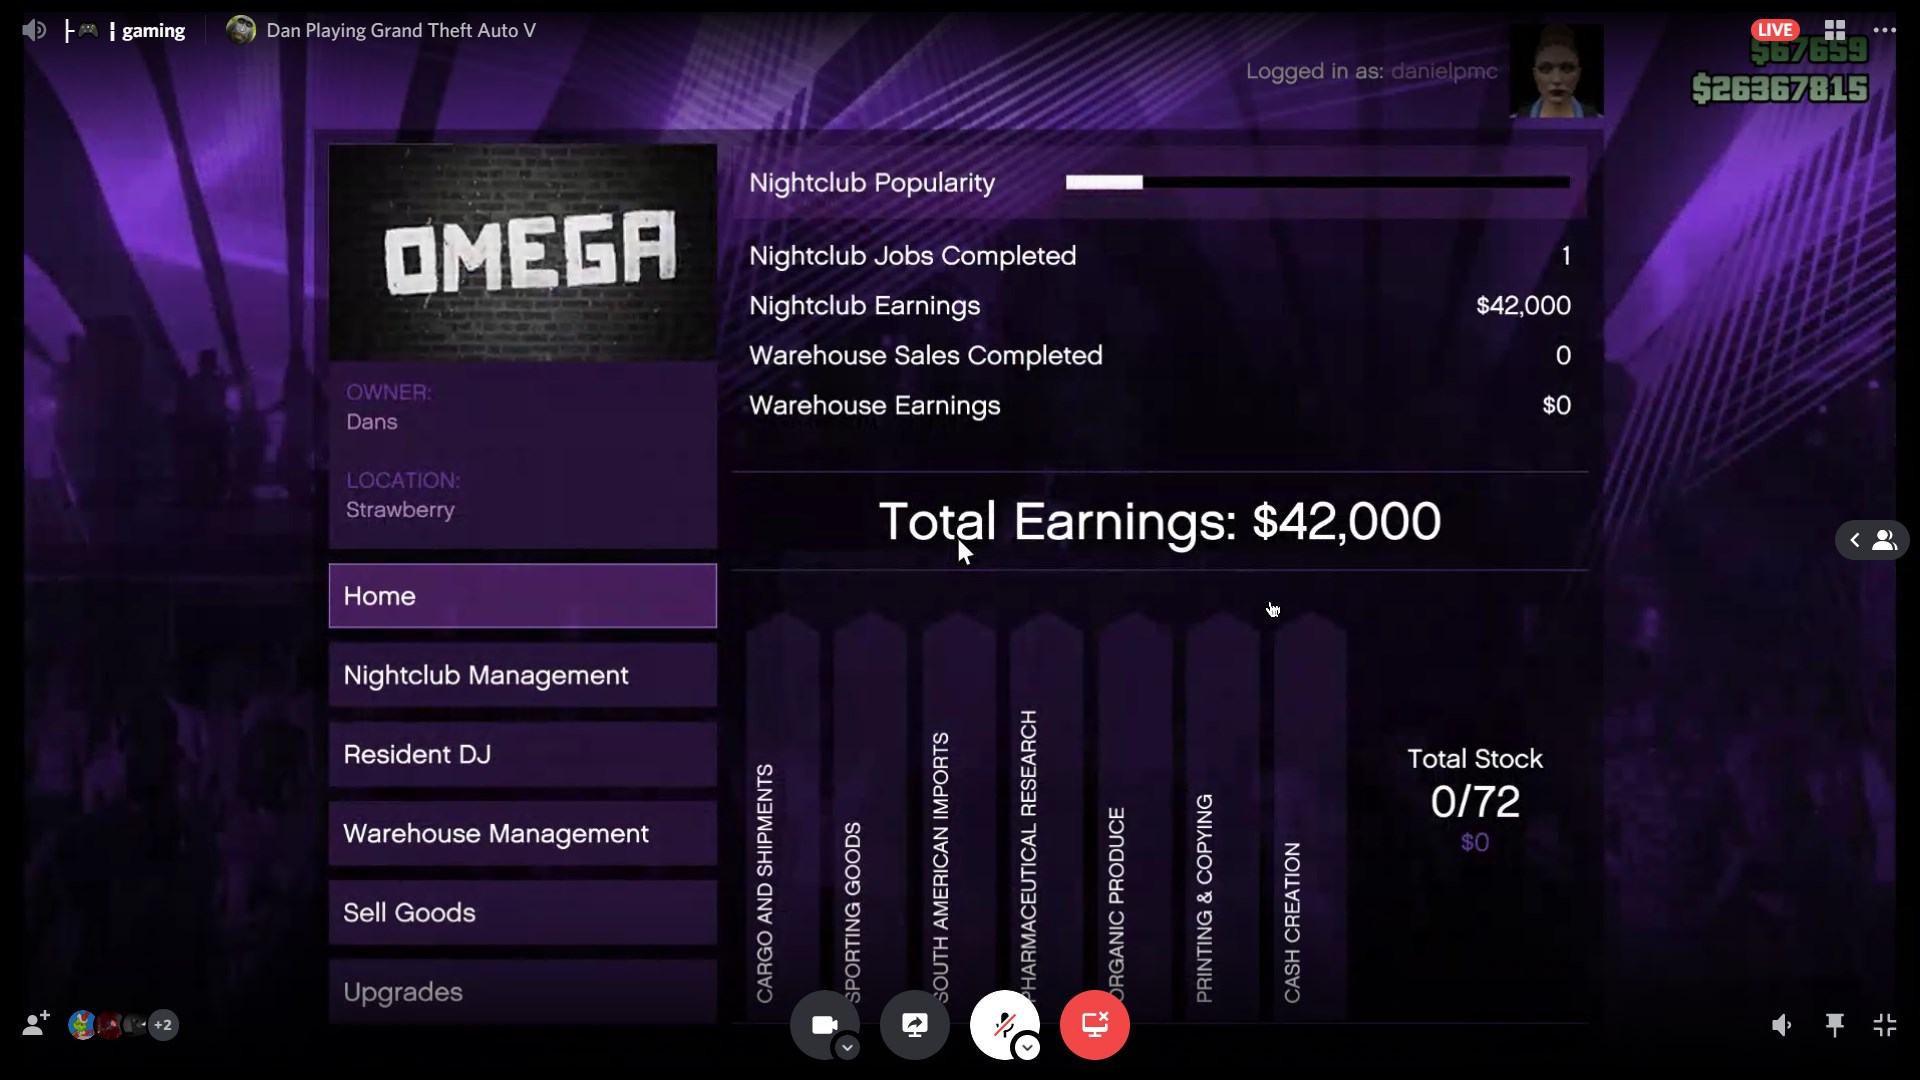 gaming
Dan Playing Grand Theft Auto V
LIVE
$67659
Logged in as: danielpmc
$26367815
OMEGA
OWNER:
Dans
LOCATION:
Strawberry
Home
Nightclub Management
Resident DJ
Warehouse Management
Sell Goods
Upgrades
Nightclub Popularity
Nightclub Jobs Completed 1
Nightclub Earnings $42,000
Warehouse Sales Completed 0
Warehouse Earnings $0
Total Earnings: $42,000
CARGO AND SHIPMENTS
SPORTING GOODS
SOUTH AMERICAN IMPORTS
PHARMACEUTICAL RESEARCH
ORGANIC PRODUCE
PRINTING & COPYING
CASH CREATION
Total Stock
0/72
$0
+2